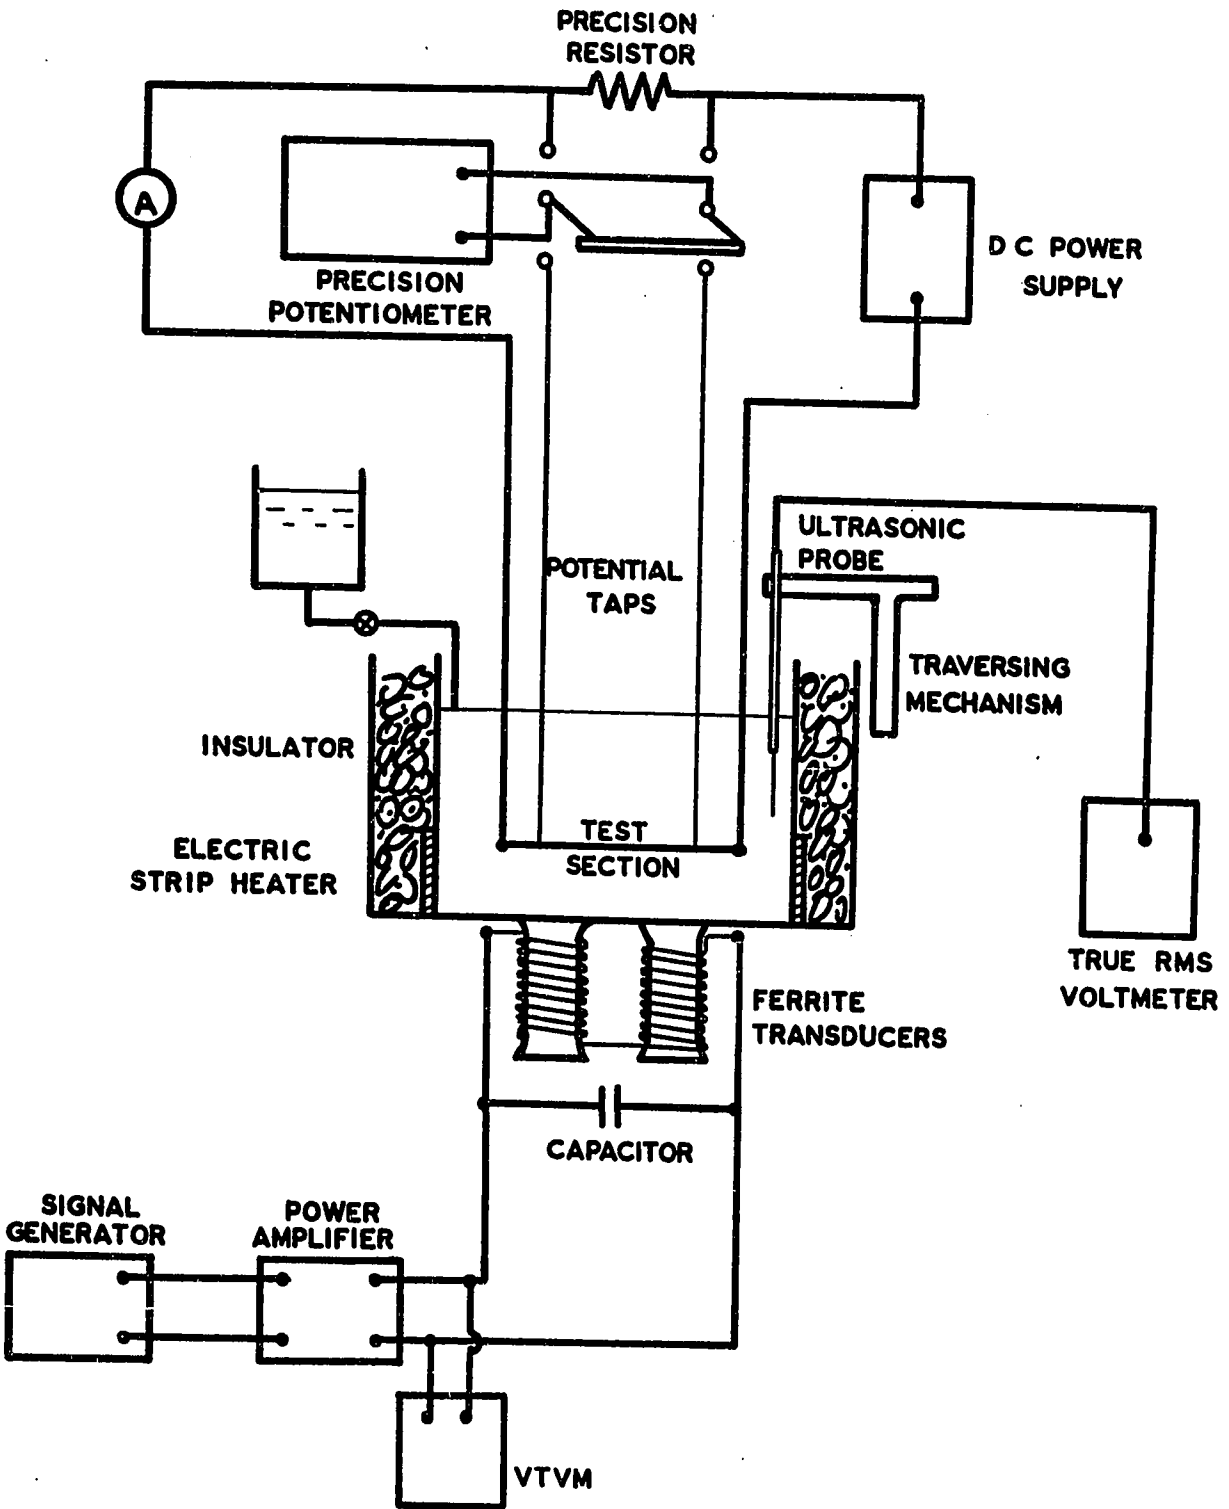 PRECISION
RESISTOR
A
PRECISION
POTENTIOMETER
DC POWER
SUPPLY
ULTRASONIC
PROBE
POTENTIAL
TAPS
TRAVERSING
MECHANISM
INSULATOR
TEST
SECTION
ELECTRIC
STRIP HEATER
TRUE RMS
VOLTMETER
FERRITE
TRANSDUCERS
CAPACITOR
SIGNAL
GENERATOR
POWER
AMPLIFIER
VTVM